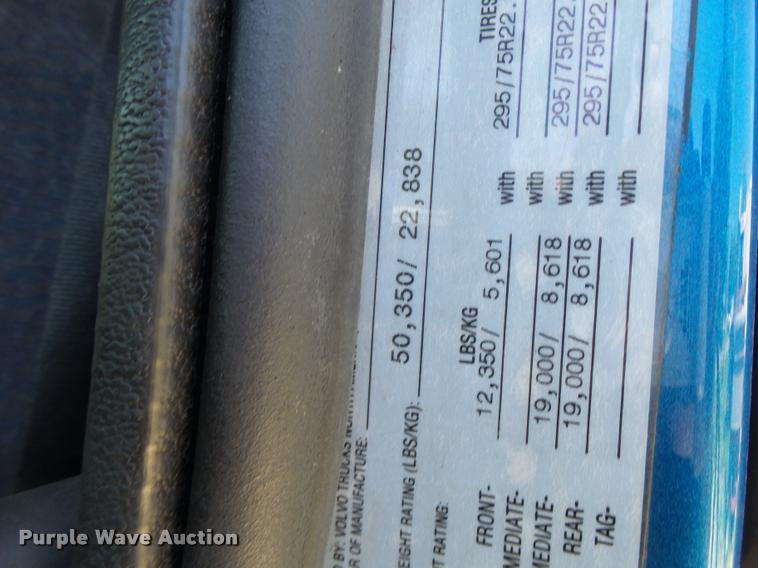 D BY: VOLVO TRUCKS
R OF MANUFACTURE:
EIGHT RATING (LBS/KG): 50,350/ 22,838
T RATING:
LBS/KG TIRES
FRONT- 12,350/ 5,601 with 295/75R22.
MEDIATE- with
MEDIATE- 19,000/ 8,618 with 295/75R22.
REAR- 19,000/ 8,618 with 295/75R22
TAG- with
Purple Wave Auction